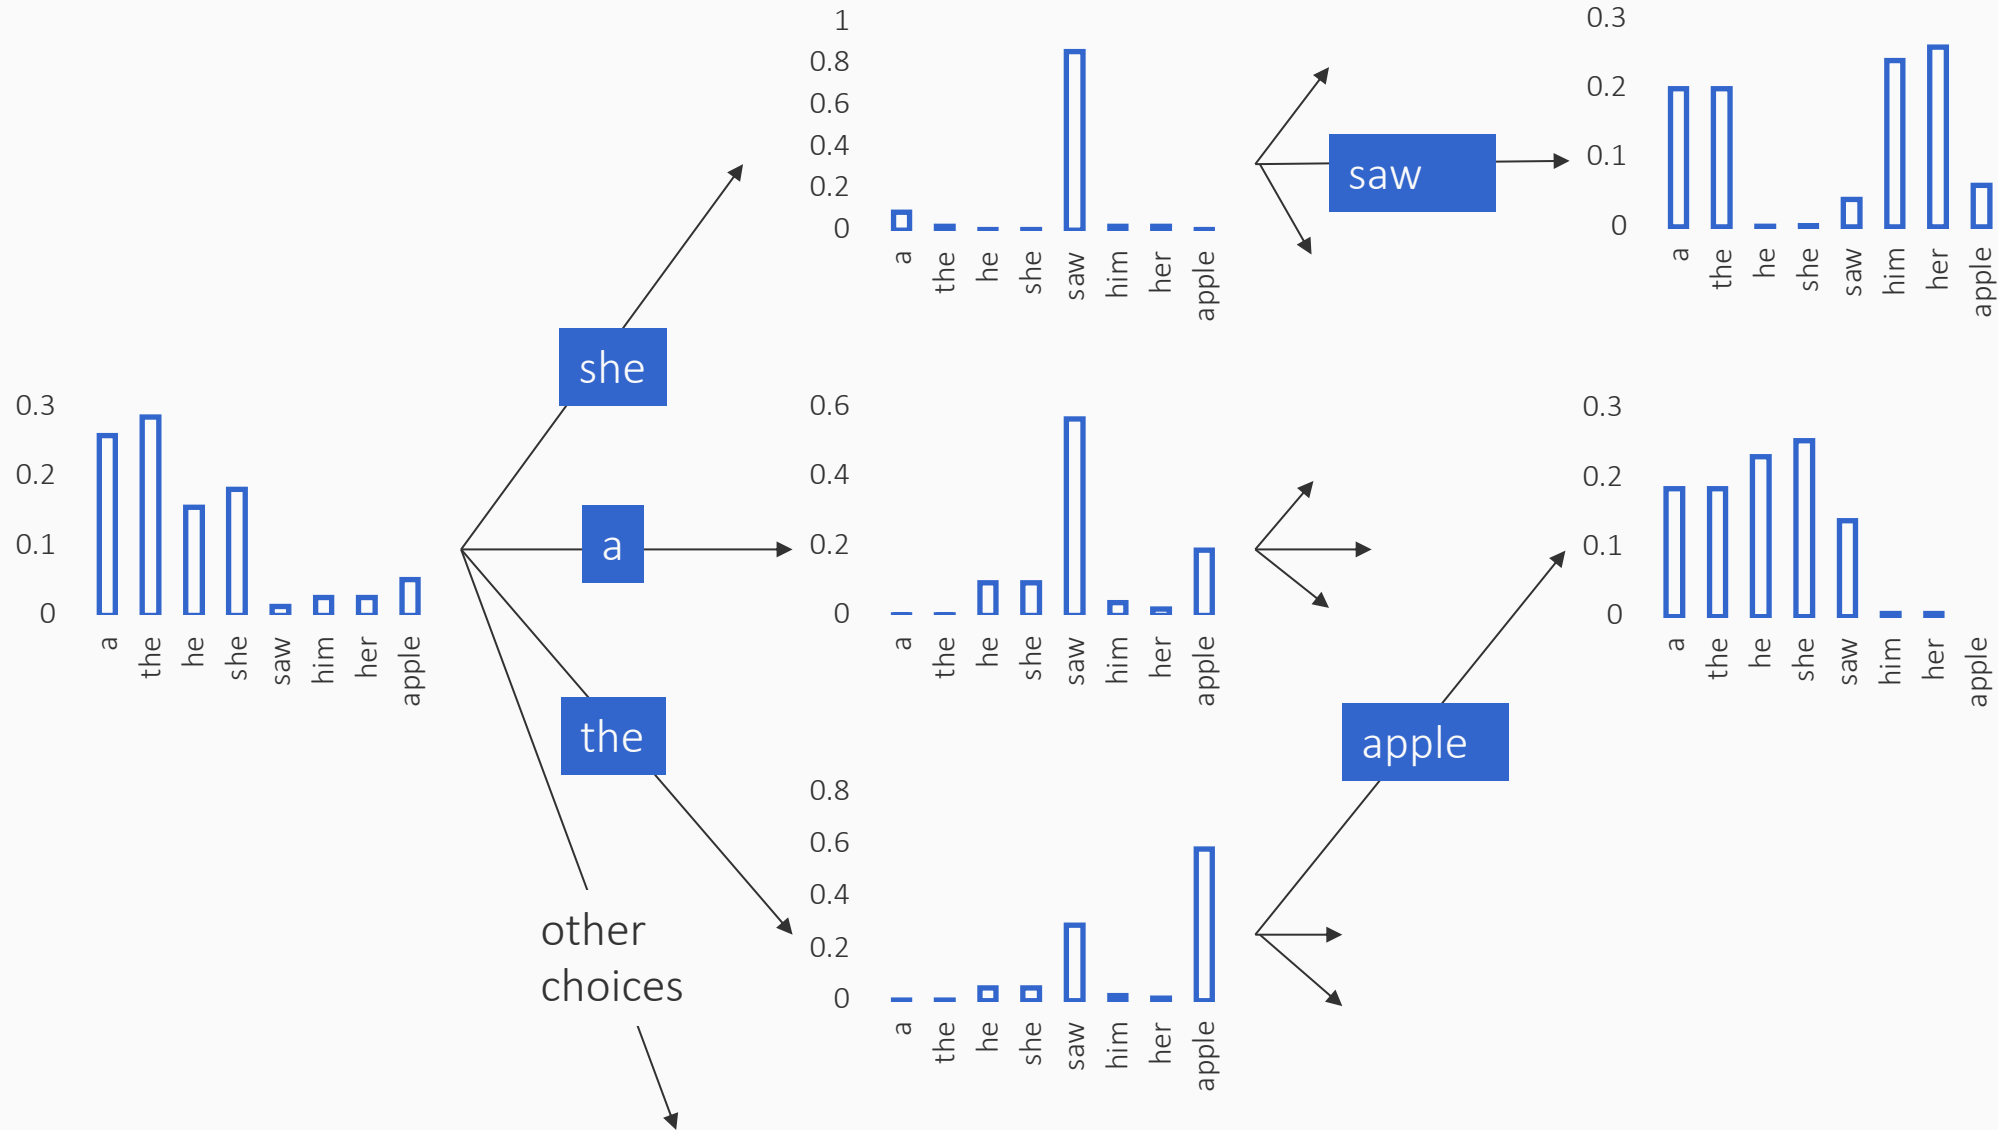 0.3
0.2
0.1
0
a
the
he
she
saw
him
her
apple
she
a
the
other
choices
1
0.8
0.6
0.4
0.2
0
a
the
he
she
saw
him
her
apple
0.6
0.4
0.2
0
a
the
he
she
saw
him
her
apple
0.8
0.6
0.4
0.2
0
a
the
he
she
saw
him
her
apple
saw
apple
0.3
0.2
0.1
0
a
the
he
she
saw
him
her
apple
0.3
0.2
0.1
0
a
the
he
she
saw
him
her
apple